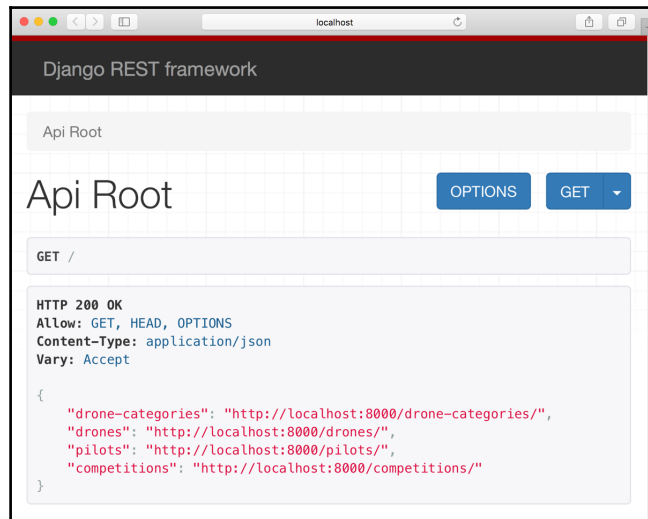 localhost
Django REST framework
Api Root
Api Root
OPTIONS
GET
GET /
HTTP 200 OK
Allow: GET, HEAD, OPTIONS
Content-Type: application/json
Vary: Accept
{
    "drone-categories": "http://localhost:8000/drone-categories/",
    "drones": "http://localhost:8000/drones/",
    "pilots": "http://localhost:8000/pilots/",
    "competitions": "http://localhost:8000/competitions/"
}